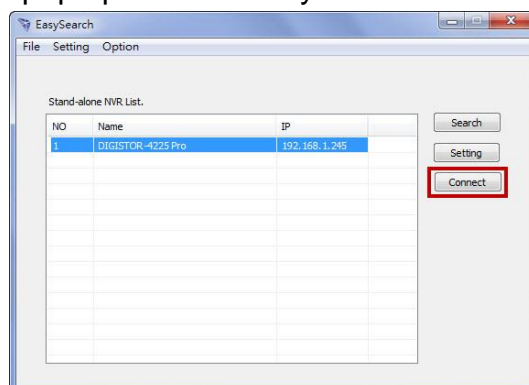 EasySearch
File Setting Option
Stand-alone NVR List.
NO Name IP
1 DIGISTOR-4225 Pro 192.168.1.245
Search
Setting
Connect